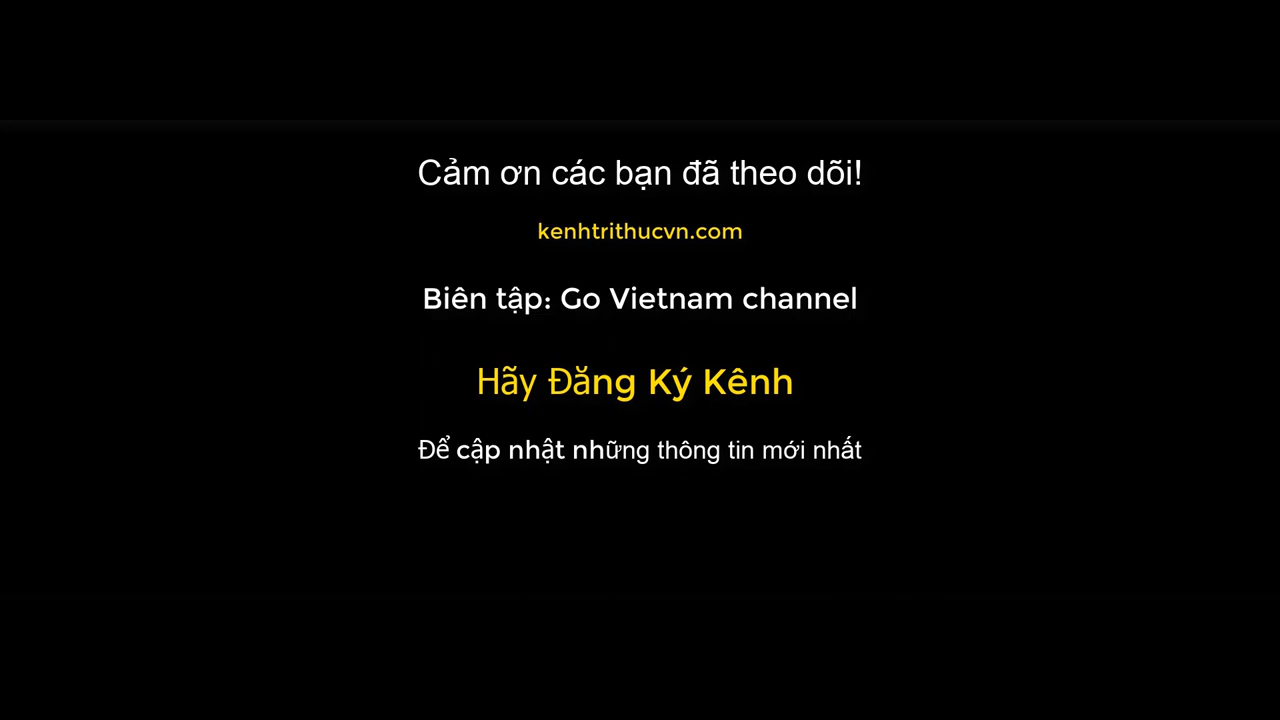 Cảm ơn các bạn đã theo dõi!
kenhtrithucvn.com
Biên tập: Go Vietnam channel
Hãy Đăng Ký Kênh
Để cập nhật những thông tin mới nhất